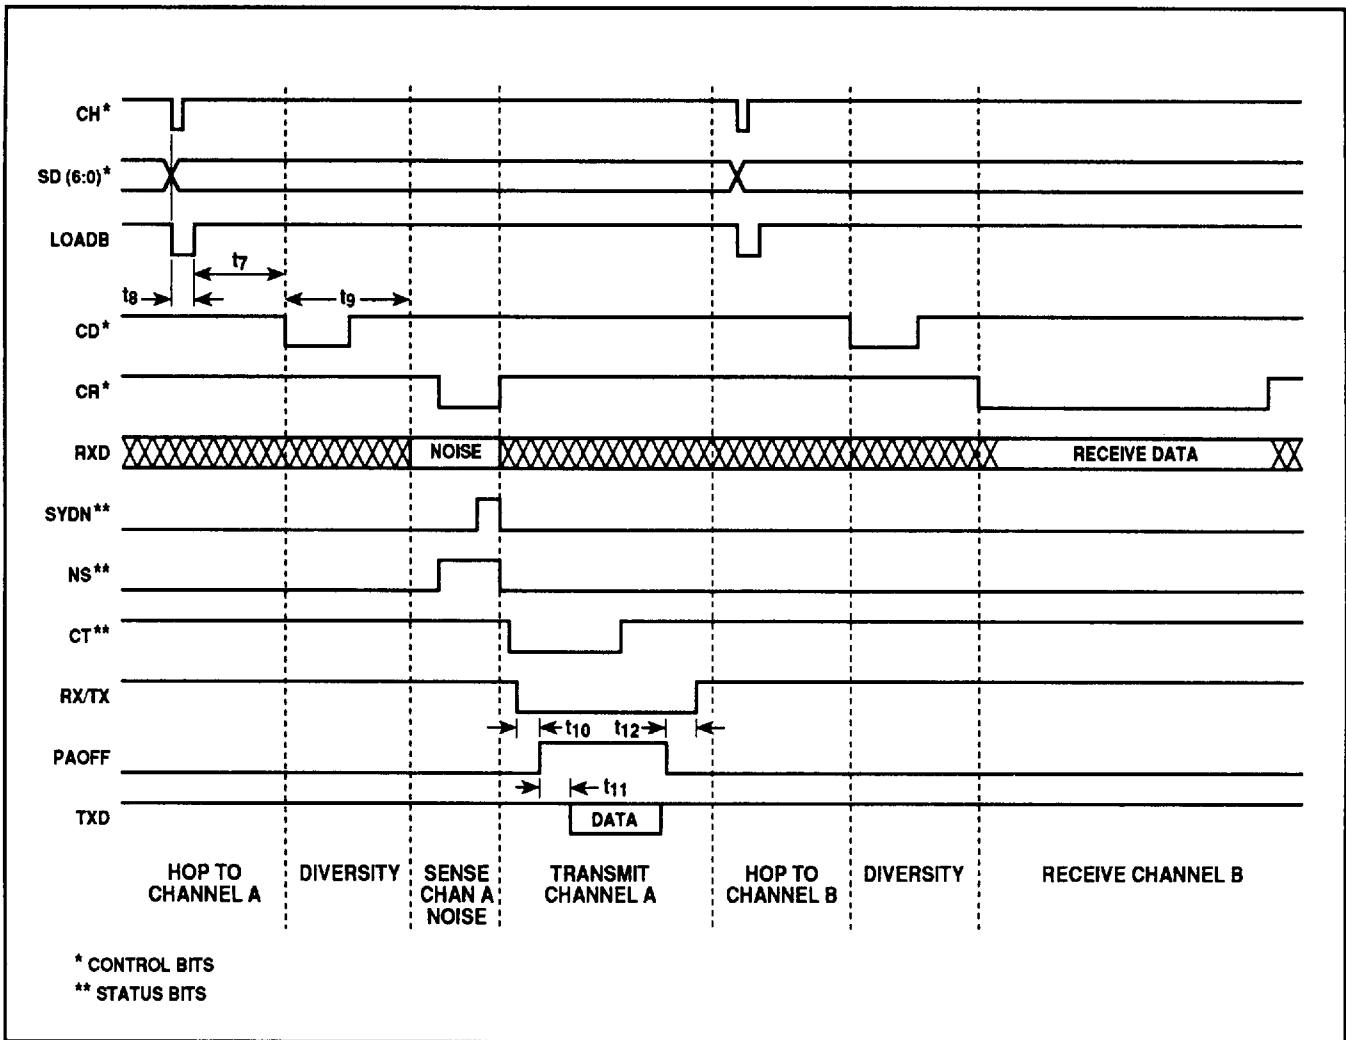 CH*
SD (6:0)*
LOADB
t7
t8
t9
CD*
CR*
RXD NOISE RECEIVE DATA
SYDN**
NS**
CT**
RX/TX
t10 t12
PAOFF
t11
TXD DATA
HOP TO
CHANNEL A
DIVERSITY
SENSE
CHAN A
NOISE
TRANSMIT
CHANNEL A
HOP TO
CHANNEL B
DIVERSITY
RECEIVE CHANNEL B
* CONTROL BITS
** STATUS BITS